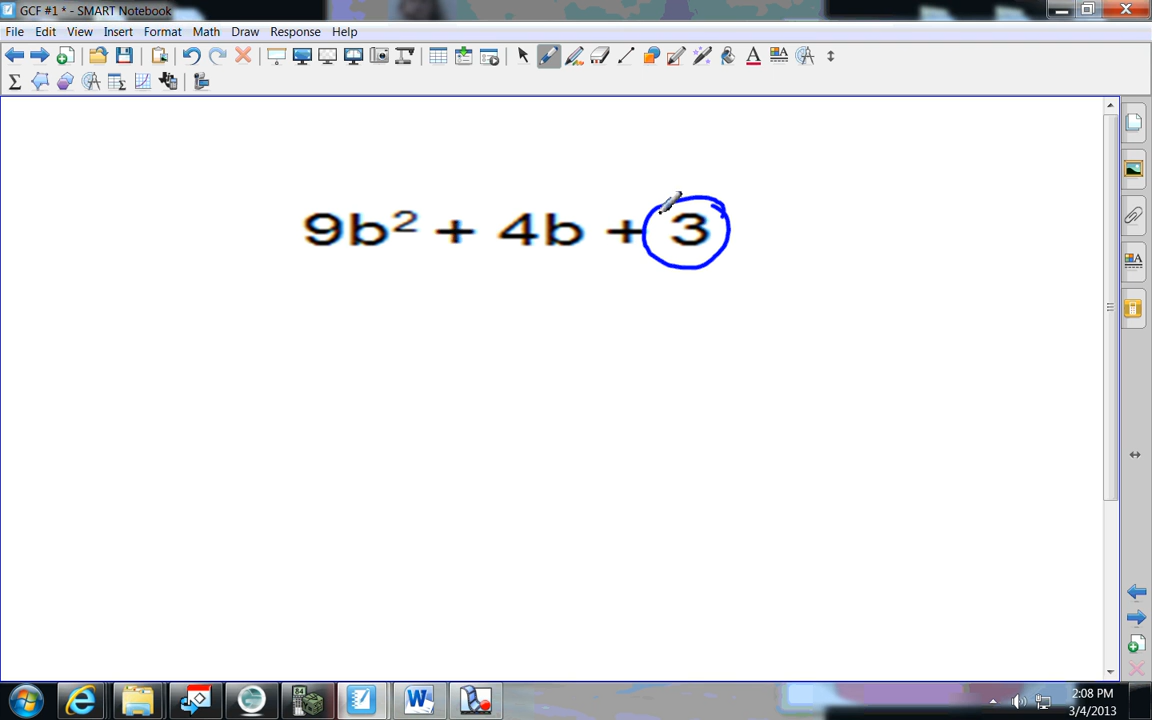 GCF #1 * - SMART Notebook
File Edit View Insert Format Math Draw Response Help
9b² + 4b + 3
2:08 PM
3/4/2013